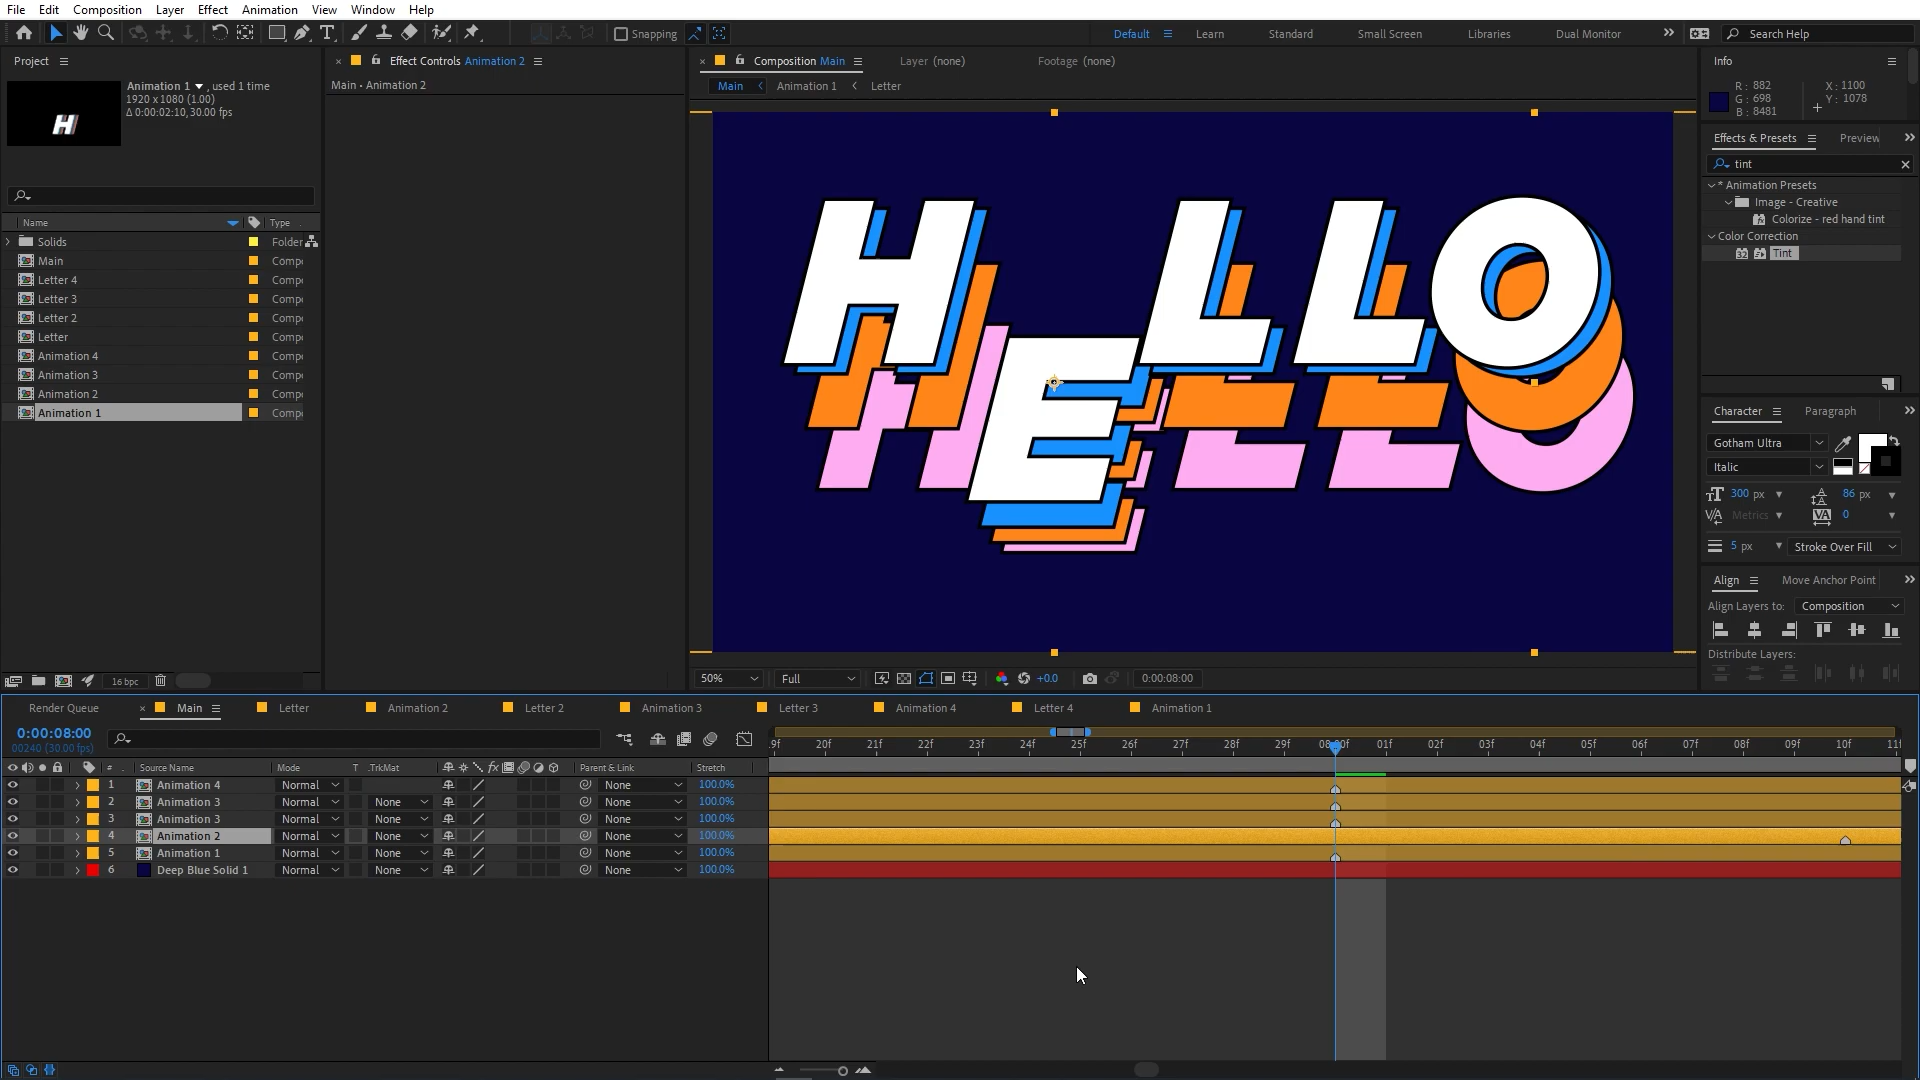 File Edit Composition Layer Effect Animation View Window Help
Snapping
Default Learn Standard Small Screen Libraries Dual Monitor Search Help
Project
Animation 1 , used 1 time
1920 x 1080 (1.00)
Δ 0:00:02:10, 30.00 fps
Name Type
Solids Folder
Main Compo
Letter 4 Compo
Letter 3 Compo
Letter 2 Compo
Letter Compo
Animation 4 Compo
Animation 3 Compo
Animation 2 Compo
Animation 1 Compo
16 bpc
Effect Controls Animation 2
Main • Animation 2
Composition Main Layer (none) Footage (none)
Main Animation 1 Letter
HELLO
50% Full +0.0 0:00:08:00
Info
R : 882 X : 1100
G : 698 Y : 1078
B : 8481
Effects & Presets Preview
tint
* Animation Presets
Image - Creative
Colorize - red hand tint
Color Correction
32 Tint
Character Paragraph
Gotham Ultra
Italic
300 px 86 px
Metrics 0
5 px Stroke Over Fill
Align Move Anchor Point
Align Layers to: Composition
Distribute Layers:
Render Queue Main Letter Animation 2 Letter 2 Animation 3 Letter 3 Animation 4 Letter 4 Animation 1
0:00:08:00
00240 (30.00 fps)
20f 21f 22f 23f 24f 25f 26f 27f 28f 29f 01f 02f 03f 04f 05f 06f 07f 08f 09f 10f 11f
# Source Name Mode T .TrkMat fx Parent & Link Stretch
1 Animation 4 Normal None 100.0%
2 Animation 3 Normal None None 100.0%
3 Animation 3 Normal None None 100.0%
4 Animation 2 Normal None None 100.0%
5 Animation 1 Normal None None 100.0%
6 Deep Blue Solid 1 Normal None None 100.0%